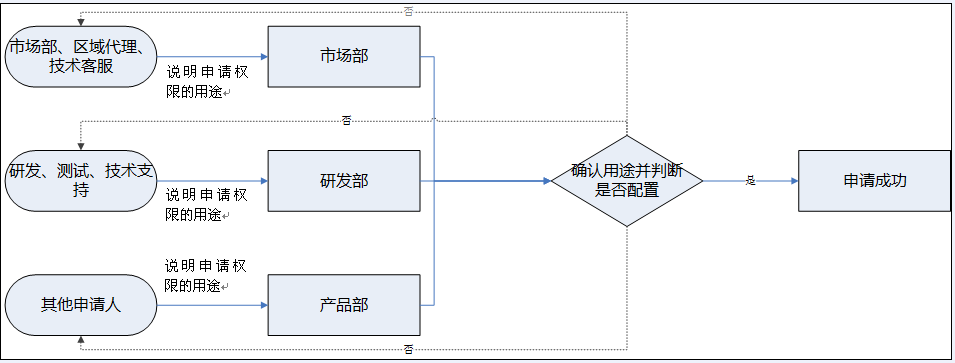 否
市场部、区域代理、
技术客服
说明申请权
限的用途
市场部
否
研发、测试、技术支
持
说明申请权
限的用途
研发部
确认用途并判断
是否配置
是
申请成功
其他申请人
说明申请权
限的用途
产品部
否